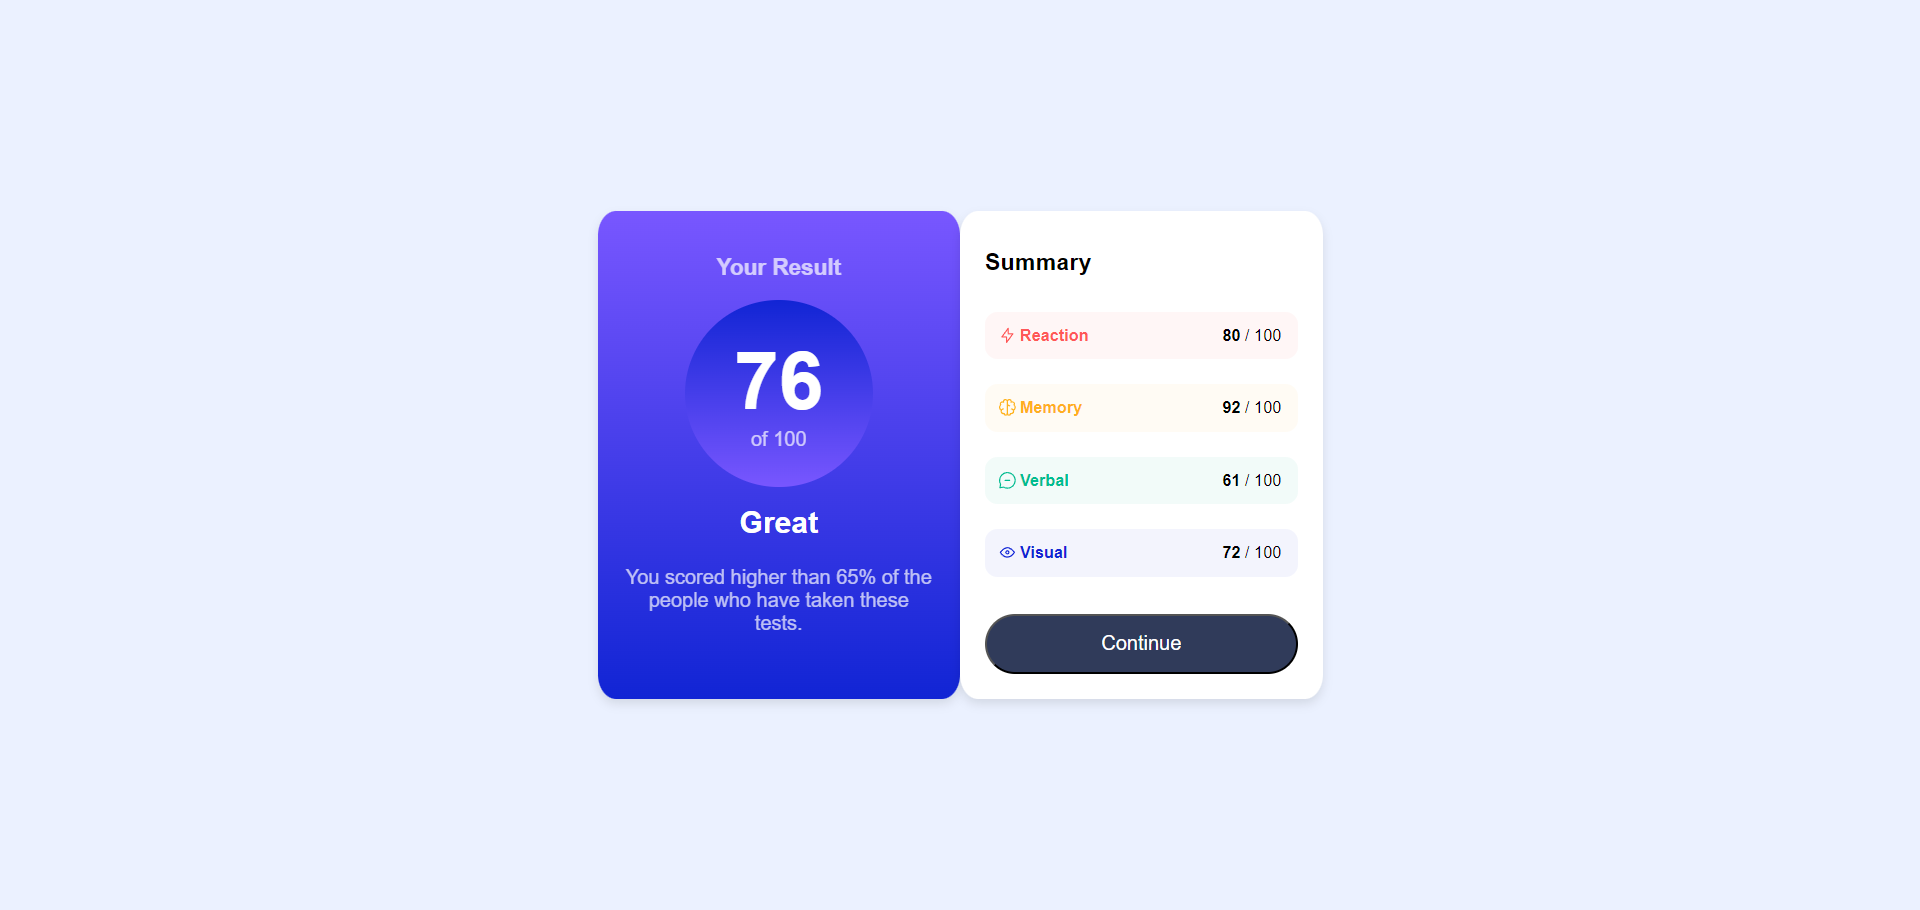 Your Result
76
of 100
Great
You scored higher than 65% of the
people who have taken these
tests.
Summary
Reaction 80 / 100
Memory 92 / 100
Verbal 61 / 100
Visual 72 / 100
Continue